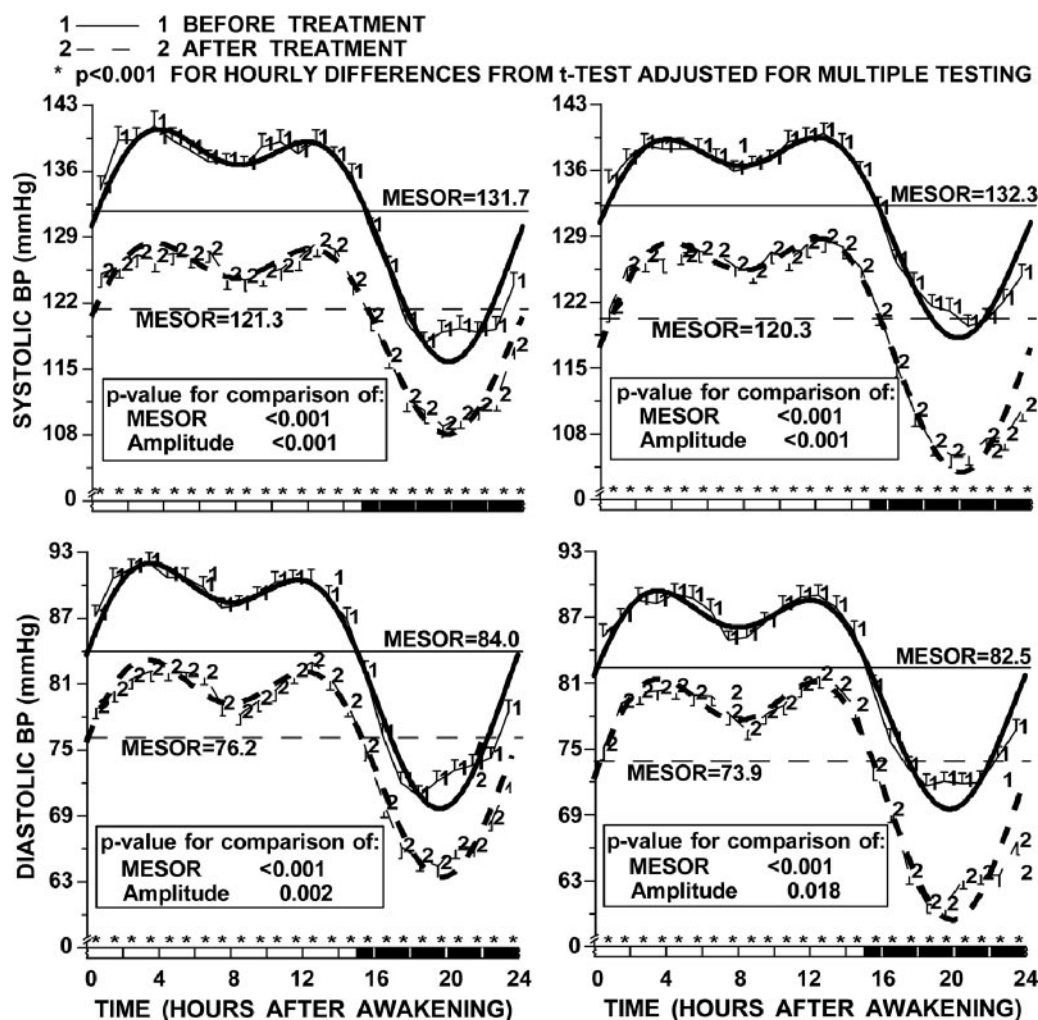 1 — 1 BEFORE TREATMENT
2 – – 2 AFTER TREATMENT
* p<0.001 FOR HOURLY DIFFERENCES FROM t-TEST ADJUSTED FOR MULTIPLE TESTING
SYSTOLIC BP (mmHg)
143
136
129
122
115
108
0
MESOR=131.7
MESOR=121.3
p-value for comparison of:
MESOR <0.001
Amplitude <0.001
143
136
129
122
115
108
0
MESOR=132.3
MESOR=120.3
p-value for comparison of:
MESOR <0.001
Amplitude <0.001
DIASTOLIC BP (mmHg)
93
87
81
75
69
63
0
MESOR=84.0
MESOR=76.2
p-value for comparison of:
MESOR <0.001
Amplitude 0.002
0 4 8 12 16 20 24
TIME (HOURS AFTER AWAKENING)
93
87
81
75
69
63
0
MESOR=82.5
MESOR=73.9
p-value for comparison of:
MESOR <0.001
Amplitude 0.018
0 4 8 12 16 20 24
TIME (HOURS AFTER AWAKENING)